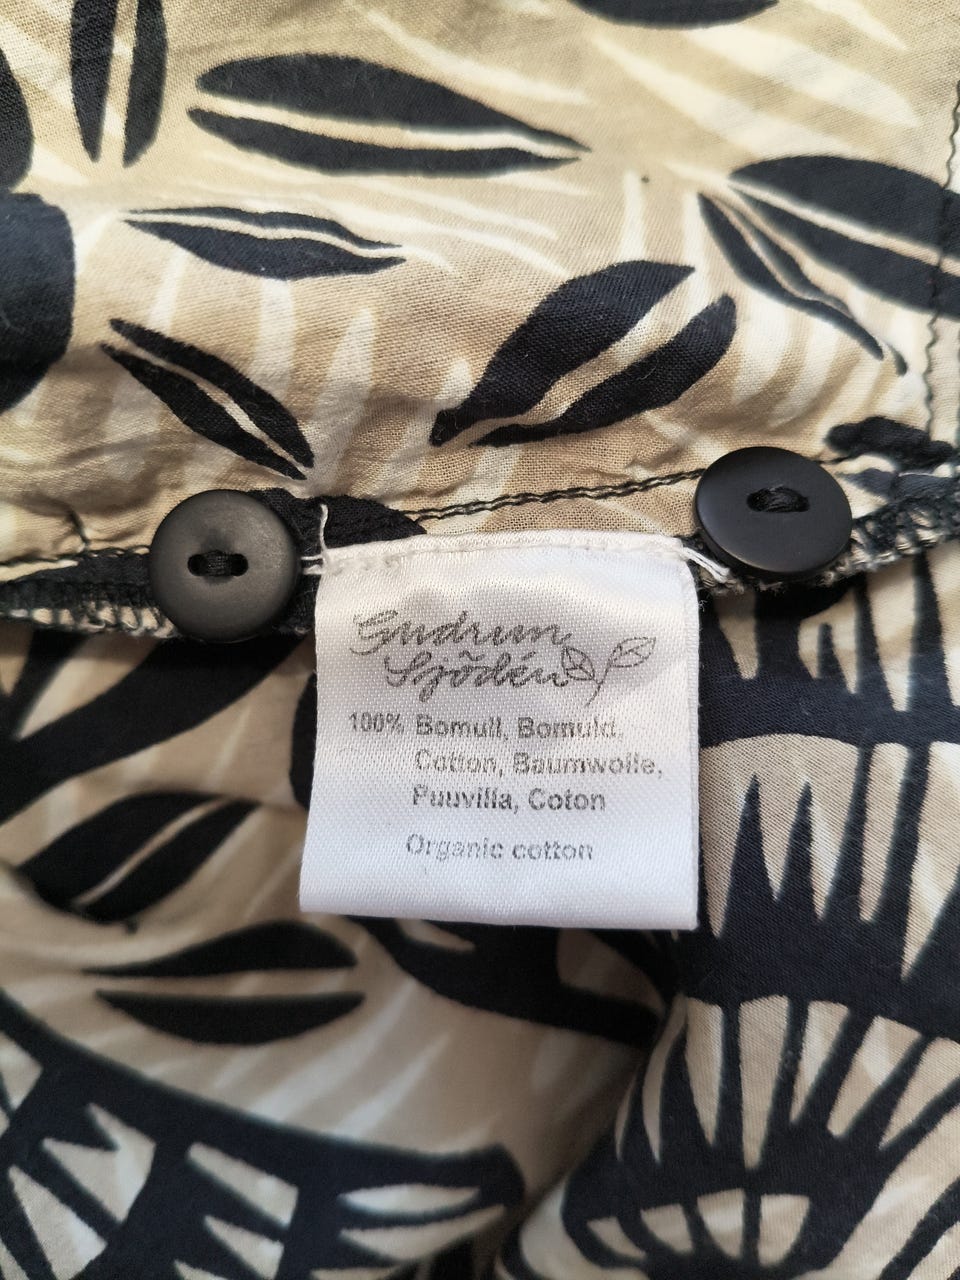 Gudrun
Sjödén
100% Bomull, Bomuld,
Cotton, Baumwolle,
Puuvilla, Coton
Organic cotton